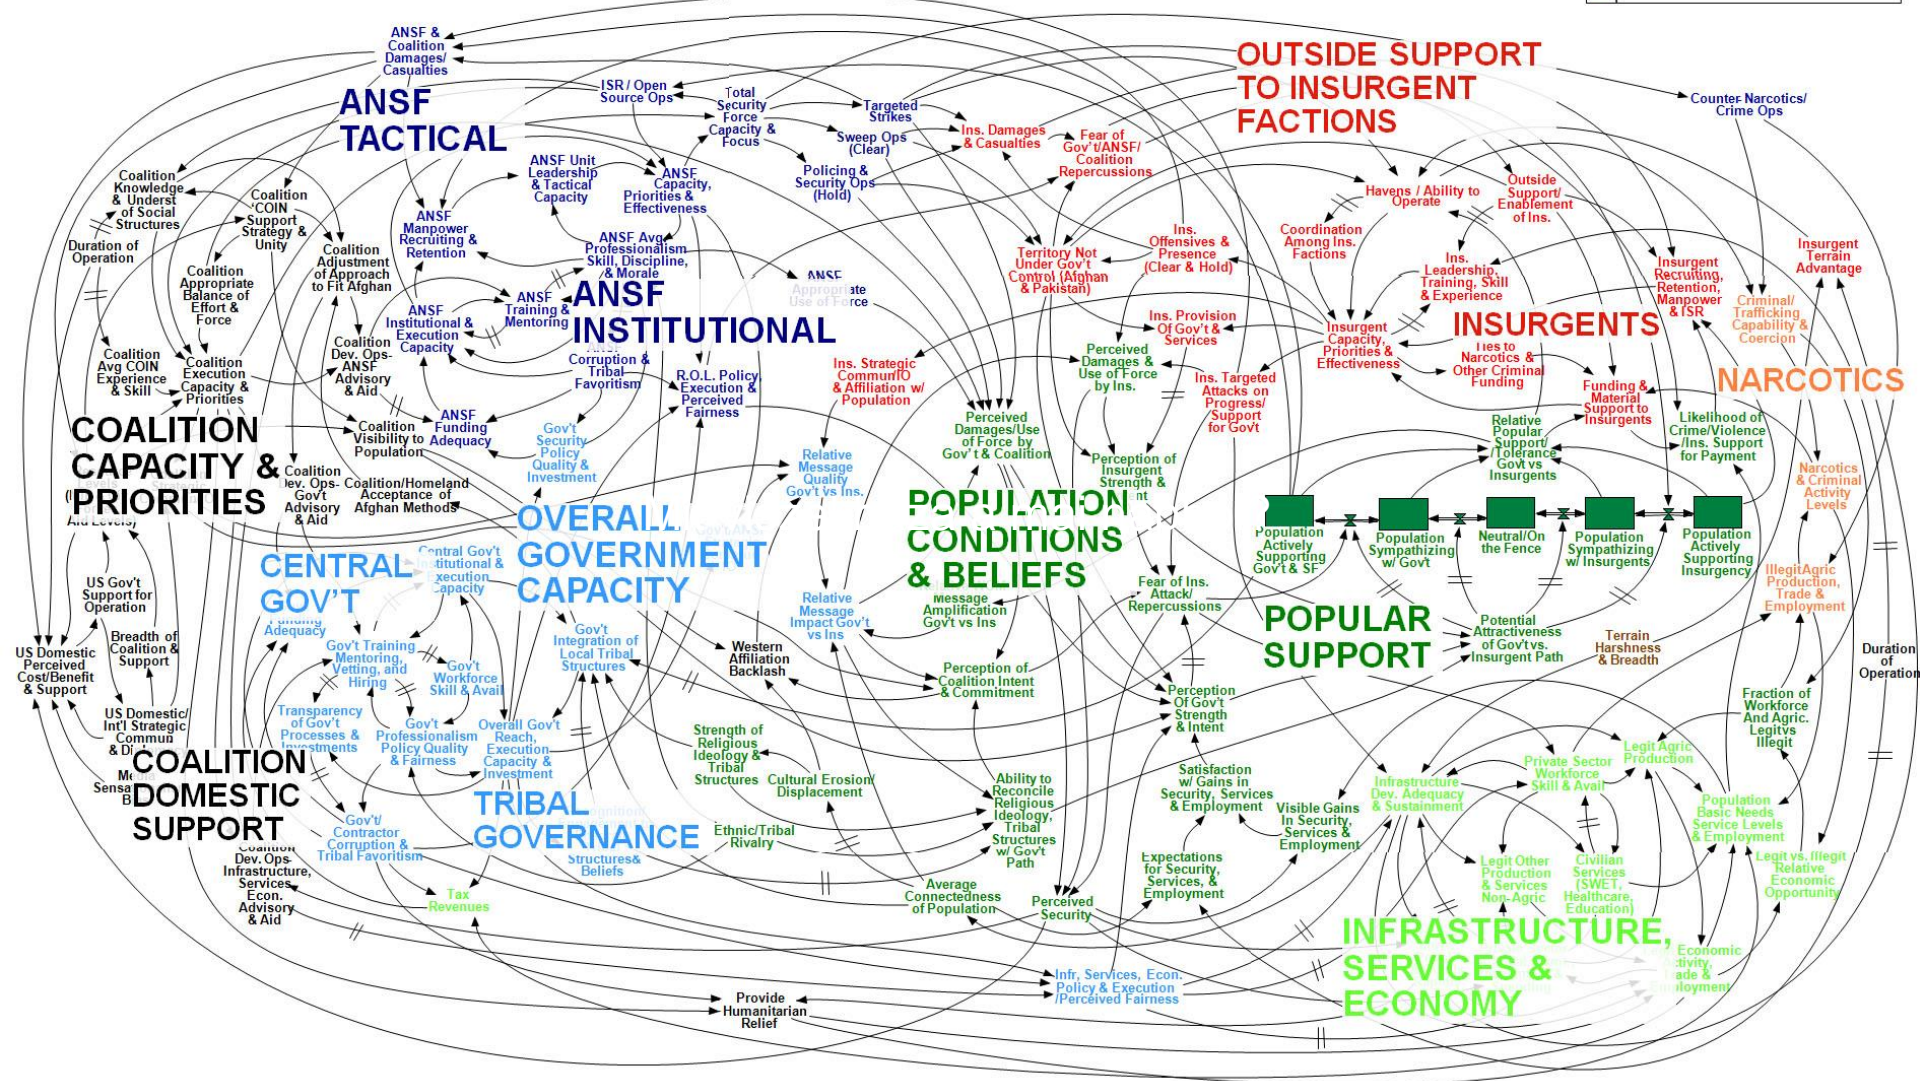 ANSF &
Coalition
Damages/
Casualties
ANSF
TACTICAL
ISR / Open
Source Ops
Total
Security
Force
Capacity &
Focus
Targeted
Strikes
Sweep Ops
(Clear)
Policing &
Security Ops
(Hold)
Ins. Damages
& Casualties
Fear of
Gov't/ANSF/
Coalition
Repercussions
OUTSIDE SUPPORT
TO INSURGENT
FACTIONS
Counter-Narcotics/
Crime Ops
Coalition
Knowledge
& Underst
of Social
Structures
Coalition
COIN
Support
Strategy &
Unity
Duration of
Operation
Coalition
Appropriate
Balance of
Effort &
Force
Coalition
Adjustment
of Approach
to Fit Afghan
ANSF Unit
Leadership
& Tactical
Capacity
ANSF
Capacity,
Priorities &
Effectiveness
ANSF
Manpower
Recruiting &
Retention
ANSF Avg
Professionalism
Skill, Discipline,
& Morale
ANSF
Appropriate
Use of Force
ANSF
INSTITUTIONAL
ANSF
Institutional &
Execution
Capacity
ANSF
Training &
Mentoring
Corruption &
Tribal
Favoritism
R.O.L. Policy,
Execution &
Perceived
Fairness
Coalition
Dev. Ops-
ANSF
Advisory
& Aid
Coalition
Avg COIN
Experience
& Skill
Coalition
Execution
Capacity &
Priorities
ANSF
Funding
Adequacy
Coalition
Visibility to
Population
COALITION
CAPACITY &
PRIORITIES
Coalition
Dev. Ops-
Gov't
Advisory
& Aid
Coalition/Homeland
Acceptance of
Afghan Methods
Gov't
Security
Policy
Quality &
Investment
Territory Not
Under Gov't
Control (Afghan
& Pakistan)
Ins.
Offensives &
Presence
(Clear & Hold)
Ins. Provision
Of Gov't &
Services
Havens / Ability to
Operate
Outside
Support/
Enablement
of Ins.
Coordination
Among Ins.
Factions
Ins.
Leadership,
Training, Skill
& Experience
Insurgent
Recruiting,
Retention,
Manpower
& ISR
Insurgent
Terrain
Advantage
Criminal/
Trafficking
Capability &
Coercion
INSURGENTS
Insurgent
Capacity,
Priorities &
Effectiveness
Ties to
Narcotics &
Other Criminal
Funding
Funding &
Material
Support to
Insurgents
NARCOTICS
Ins. Strategic
& Affiliation w/
Population
Perceived
Damages &
Use of Force
by Ins.
Ins. Targeted
Attacks on
Progress/
Support
for Gov't
Perceived
Damages/Use
of Force by
Gov't & Coalition
Relative
Message
Quality
Gov't vs Ins.
Perception of
Insurgent
Strength &
Relative
Popular
Support/
Tolerance
Gov't vs
Insurgents
Likelihood of
Crime/Violence
/Ins. Support
for Payment
Narcotics
& Criminal
Activity
Levels
OVERALL
GOVERNMENT
CAPACITY
POPULATION
CONDITIONS
& BELIEFS
Population
Actively
Supporting
Gov't & SF
Population
Sympathizing
w/ Gov't
Neutral/On
the Fence
Population
Sympathizing
w/ Insurgents
Population
Actively
Supporting
Insurgency
CENTRAL
GOV'T
Central Gov't
Execution
Capacity
Funding
Adequacy
US Gov't
Support for
Operation
Breadth of
Coalition &
Support
US Domestic
Perceived
Cost/Benefit
& Support
US Domestic/
Int'l Strategic
Commun
Gov't Training
Mentoring,
Vetting, and
Hiring
Gov't
Workforce
Skill & Avail
Gov't
Integration of
Local Tribal
Structures
Western
Affiliation
Backlash
Relative
Message
Impact Gov't
vs Ins
Message
Amplification
Gov't vs Ins
Fear of Ins.
Attack/
Repercussions
Perception of
Coalition Intent
& Commitment
POPULAR
SUPPORT
Potential
Attractiveness
of Gov't vs.
Insurgent Path
Terrain
Harshness
& Breadth
Illegit Agric
Production,
Trade &
Employment
Duration
of
Operation
Transparency
of Gov't
Processes &
Investments
Gov't
Professionalism
Policy Quality
& Fairness
Overall Gov't
Reach,
Execution
Capacity &
Investment
Perception
Of Gov't
Strength
& Intent
Fraction of
Workforce
And Agric.
Legit vs
Illegit
COALITION
DOMESTIC
SUPPORT
Strength of
Religious
Ideology &
Tribal
Structures
Cultural Erosion/
Displacement
Ethnic/Tribal
Rivalry
TRIBAL
GOVERNANCE
Structures &
Beliefs
Gov't/
Contractor
Corruption &
Tribal Favoritism
Tax
Revenues
Coalition
Dev. Ops-
Infrastructure,
Services,
Econ.
Advisory
& Aid
Ability to
Reconcile
Religious
Ideology,
Tribal
Structures
w/ Gov't
Path
Average
Connectedness
of Population
Perceived
Security
Satisfaction
w/ Gains in
Security, Services
& Employment
Visible Gains
In Security,
Services &
Employment
Expectations
for Security,
Services, &
Employment
Infrastructure
Dev. Adequacy
& Sustainment
Private Sector
Workforce
Skill & Avail
Legit Agric
Production
Population
Basic Needs
Service Levels
& Employment
Legit Other
Production
& Services
Non-Agric
Civilian
Services
(SWET,
Healthcare,
Education)
Legit vs. Illegit
Relative
Economic
Opportunity
INFRASTRUCTURE,
SERVICES &
ECONOMY
Economic
Infr, Services, Econ.
Policy & Execution
/Perceived Fairness
Provide
Humanitarian
Relief